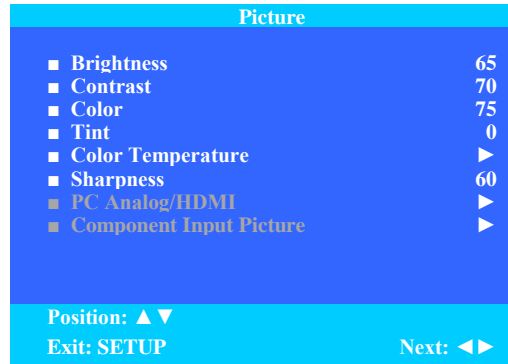 Picture
■ Brightness 65
■ Contrast 70
■ Color 75
■ Tint 0
■ Color Temperature ►
■ Sharpness 60
■ PC Analog/HDMI ►
■ Component Input Picture ►
Position: ▲▼
Exit: SETUP Next: ◄►